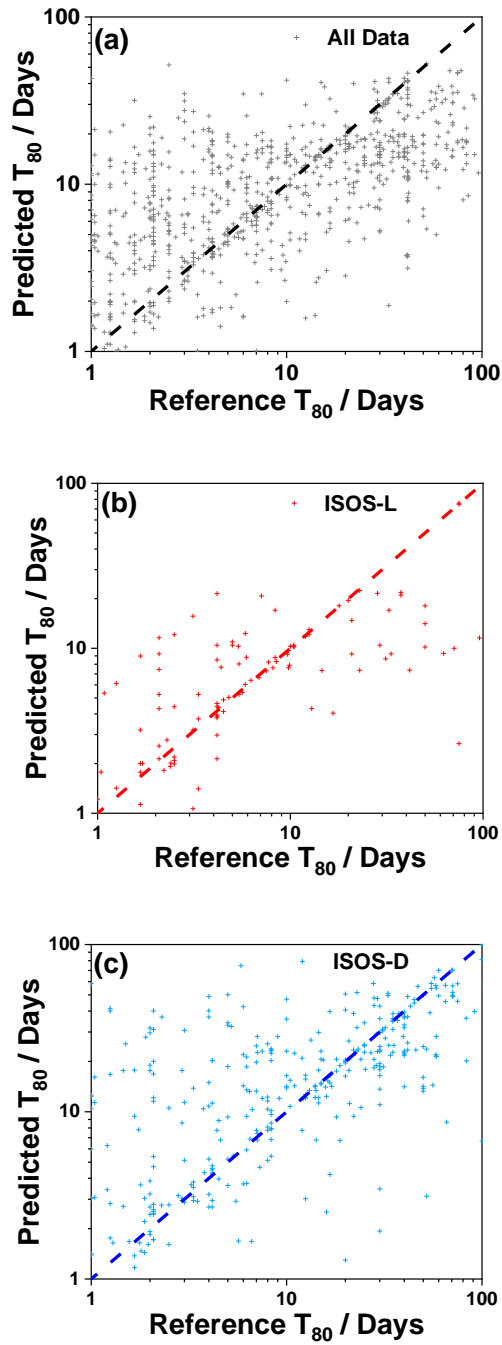 (a)
All Data
100
10
1
Predicted T80 / Days
1
10
100
Reference T80 / Days
(b)
ISOS-L
100
10
1
Predicted T80 / Days
1
10
100
Reference T80 / Days
(c)
ISOS-D
100
10
1
Predicted T80 / Days
1
10
100
Reference T80 / Days